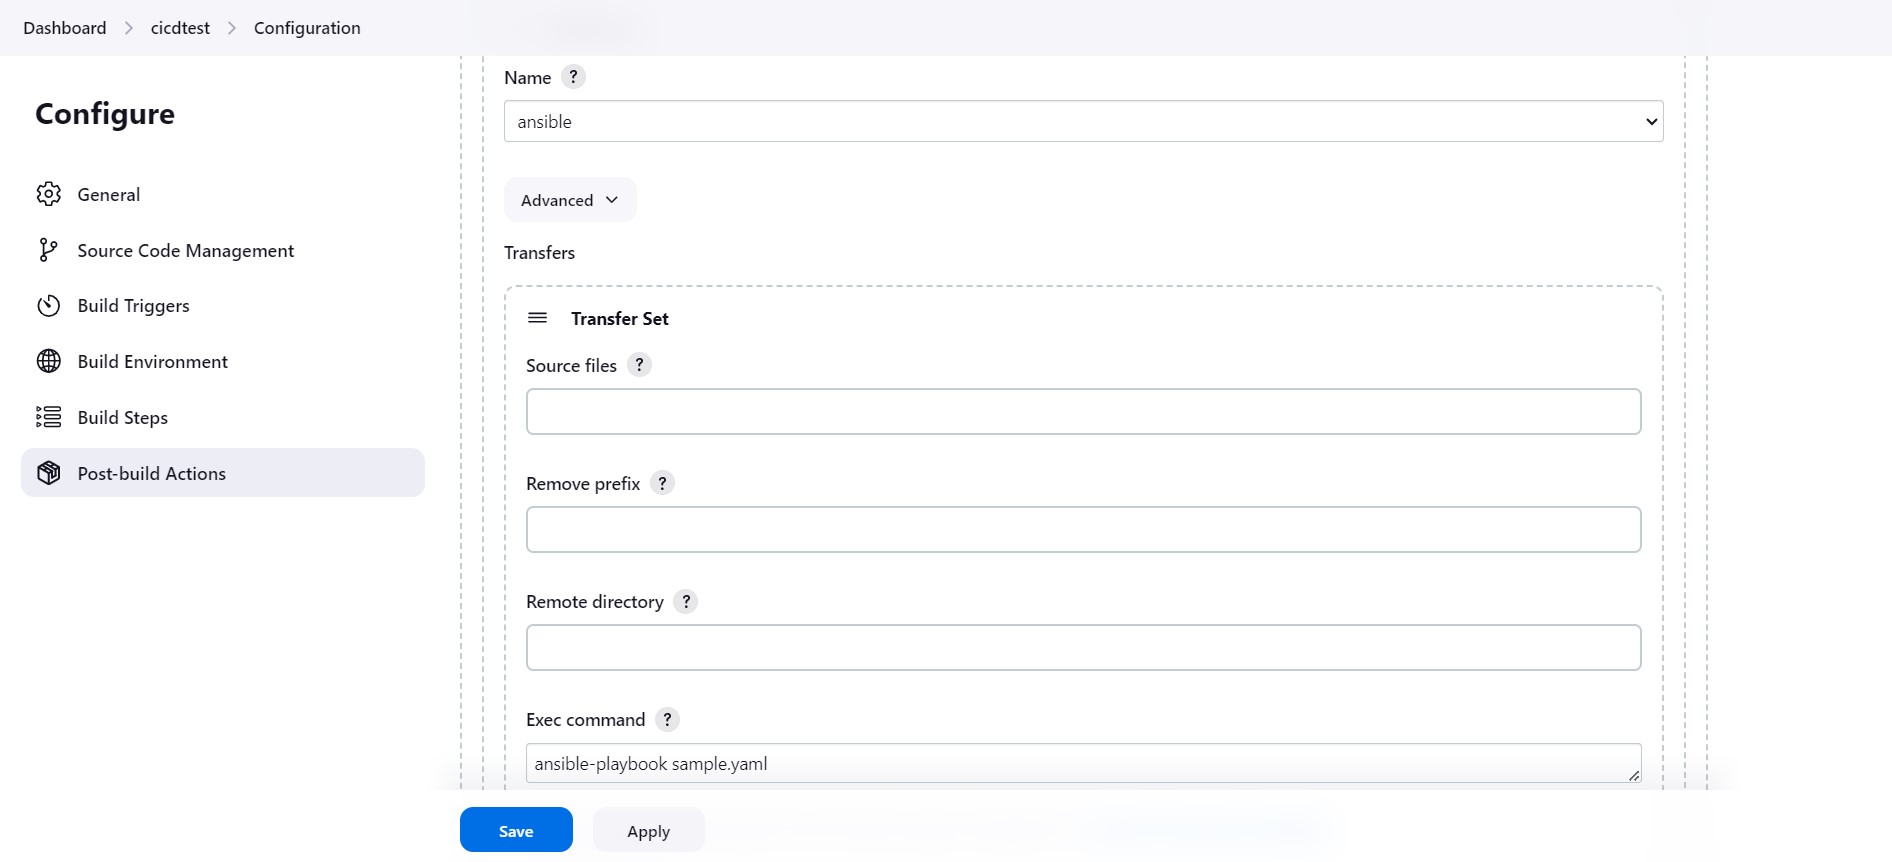 Dashboard > cicdtest > Configuration
Configure
General
Source Code Management
Build Triggers
Build Environment
Build Steps
Post-build Actions
Name ?
ansible
Advanced
Transfers
Transfer Set
Source files ?
Remove prefix ?
Remote directory ?
Exec command ?
ansible-playbook sample.yaml
Save
Apply